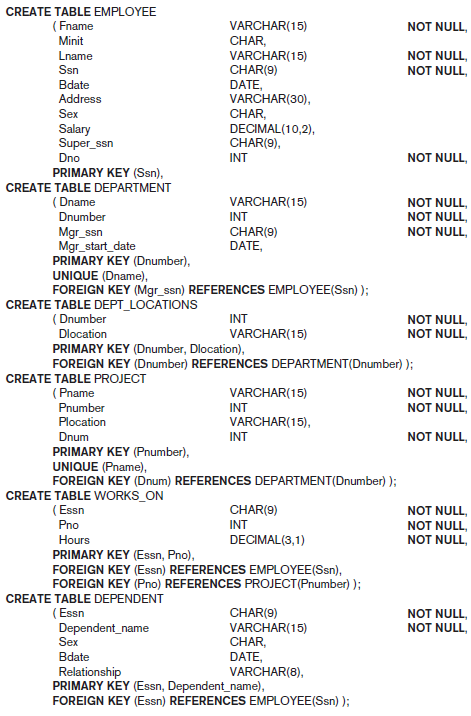 CREATE TABLE EMPLOYEE
( Fname VARCHAR(15) NOT NULL,
Minit CHAR,
Lname VARCHAR(15) NOT NULL,
Ssn CHAR(9) NOT NULL,
Bdate DATE,
Address VARCHAR(30),
Sex CHAR,
Salary DECIMAL(10,2),
Super_ssn CHAR(9),
Dno INT NOT NULL,
PRIMARY KEY (Ssn),
CREATE TABLE DEPARTMENT
( Dname VARCHAR(15) NOT NULL,
Dnumber INT NOT NULL,
Mgr_ssn CHAR(9) NOT NULL,
Mgr_start_date DATE,
PRIMARY KEY (Dnumber),
UNIQUE (Dname),
FOREIGN KEY (Mgr_ssn) REFERENCES EMPLOYEE(Ssn) );
CREATE TABLE DEPT_LOCATIONS
( Dnumber INT NOT NULL,
Dlocation VARCHAR(15) NOT NULL,
PRIMARY KEY (Dnumber, Dlocation),
FOREIGN KEY (Dnumber) REFERENCES DEPARTMENT(Dnumber) );
CREATE TABLE PROJECT
( Pname VARCHAR(15) NOT NULL,
Pnumber INT NOT NULL,
Plocation VARCHAR(15),
Dnum INT NOT NULL,
PRIMARY KEY (Pnumber),
UNIQUE (Pname),
FOREIGN KEY (Dnum) REFERENCES DEPARTMENT(Dnumber) );
CREATE TABLE WORKS_ON
( Essn CHAR(9) NOT NULL,
Pno INT NOT NULL,
Hours DECIMAL(3,1) NOT NULL,
PRIMARY KEY (Essn, Pno),
FOREIGN KEY (Essn) REFERENCES EMPLOYEE(Ssn),
FOREIGN KEY (Pno) REFERENCES PROJECT(Pnumber) );
CREATE TABLE DEPENDENT
( Essn CHAR(9) NOT NULL,
Dependent_name VARCHAR(15) NOT NULL,
Sex CHAR,
Bdate DATE,
Relationship VARCHAR(8),
PRIMARY KEY (Essn, Dependent_name),
FOREIGN KEY (Essn) REFERENCES EMPLOYEE(Ssn) );